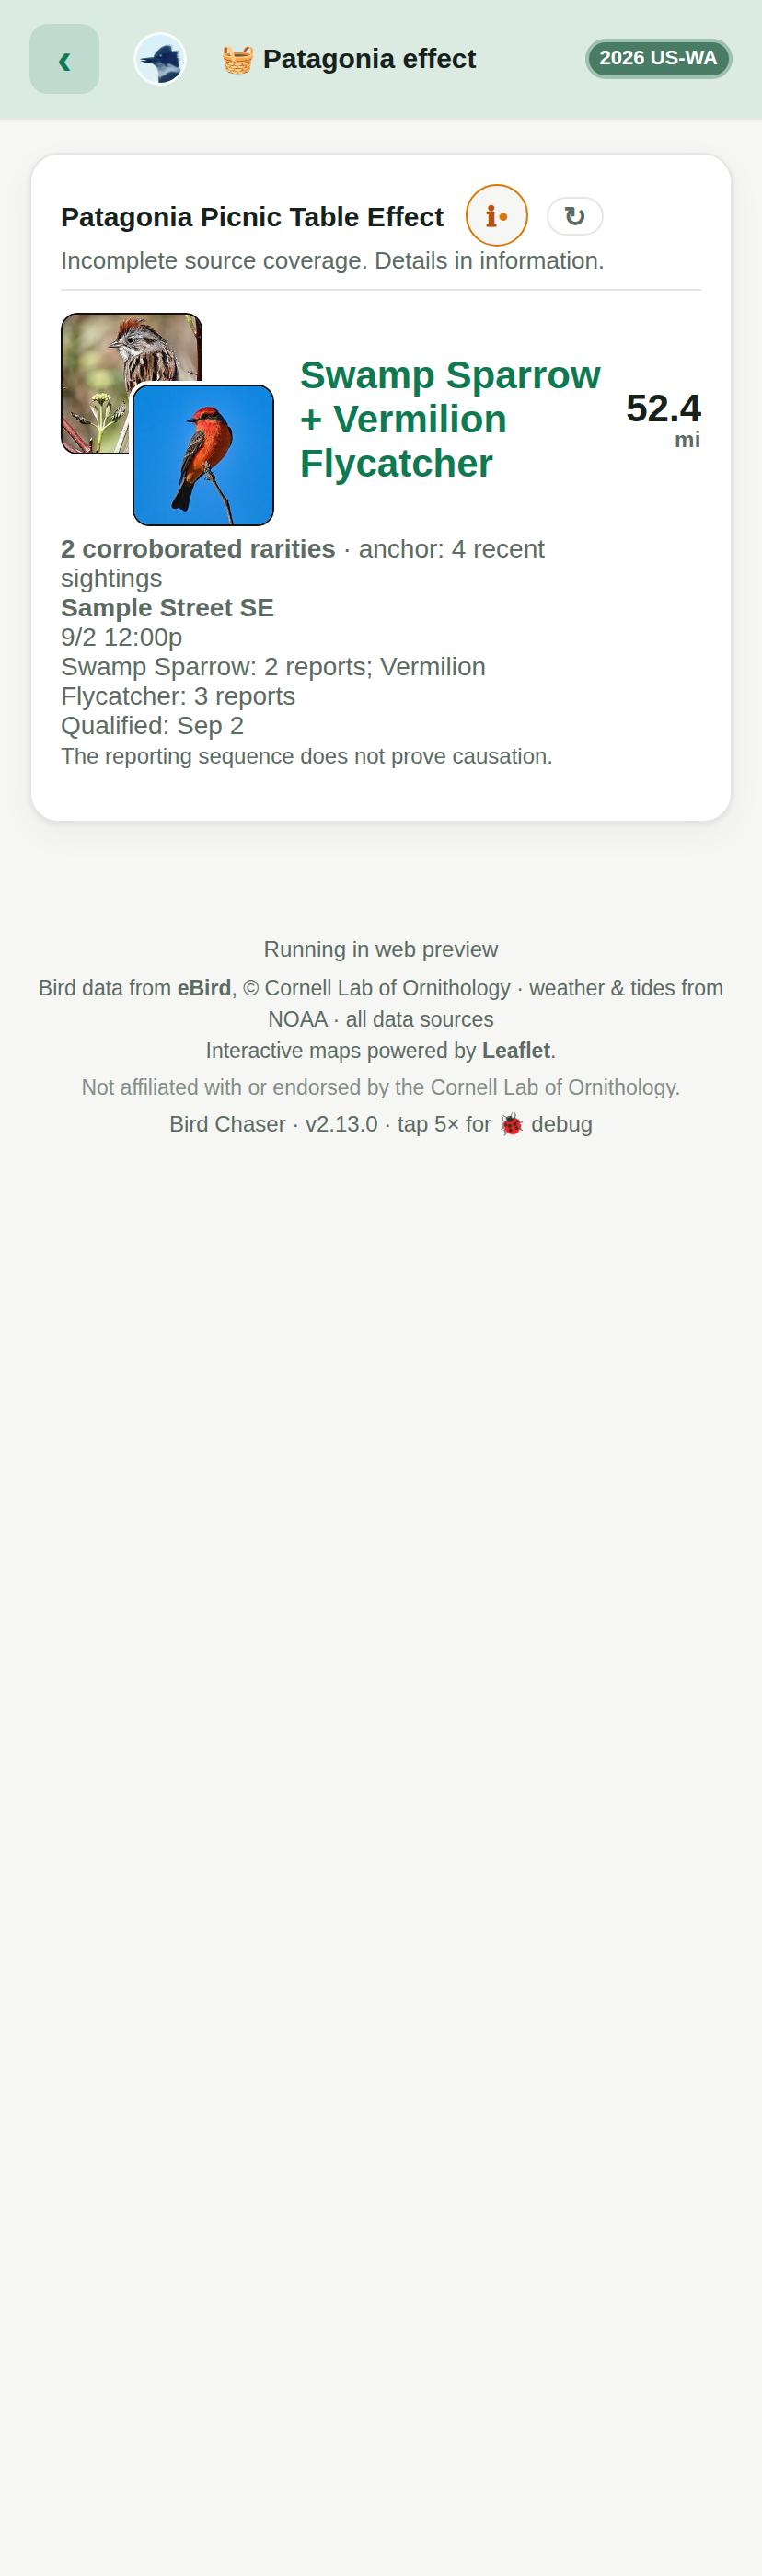 ‹ 🧺 Patagonia effect 2026 US-WA
Patagonia Picnic Table Effect ℹ• ↻
Incomplete source coverage. Details in information.
Swamp Sparrow
+ Vermilion
Flycatcher
52.4
mi
2 corroborated rarities · anchor: 4 recent
sightings
Sample Street SE
9/2 12:00p
Swamp Sparrow: 2 reports; Vermilion
Flycatcher: 3 reports
Qualified: Sep 2
The reporting sequence does not prove causation.
Running in web preview
Bird data from eBird, © Cornell Lab of Ornithology · weather & tides from
NOAA · all data sources
Interactive maps powered by Leaflet.
Not affiliated with or endorsed by the Cornell Lab of Ornithology.
Bird Chaser · v2.13.0 · tap 5× for 🐞 debug